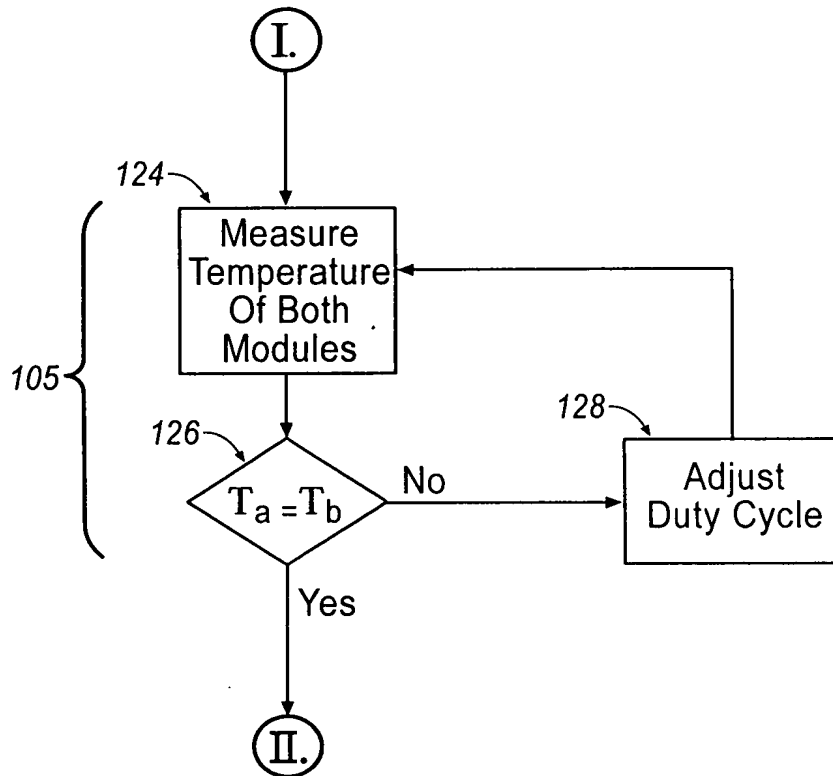 I.
124
Measure
Temperature
Of Both
Modules
105
126
128
Ta = Tb
No
Adjust
Duty Cycle
Yes
II.